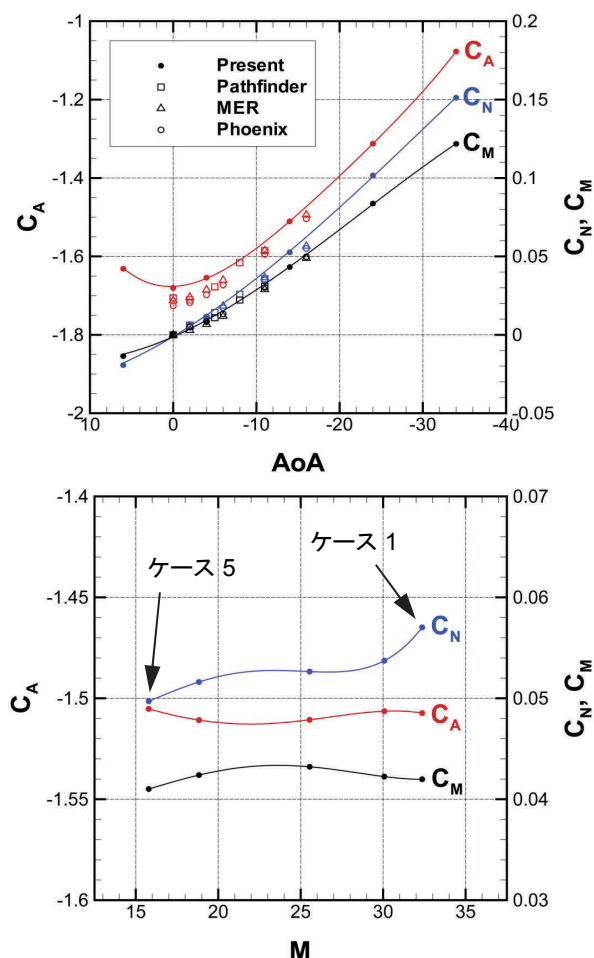 0.2
C_A
Present
Pathfinder
MER
Phoenix
-1.2
C_N
0.15
C_M
-1.4
0.1
C_A
C_N, C_M
-1.6
0.05
-1.8
0
-2
-0.05
10
0
-10
-20
-30
-40
AoA
-1.4
0.07
ケース 1
ケース 5
-1.45
0.06
C_N
C_A
-1.5
0.05
C_N, C_M
C_A
C_M
-1.55
0.04
-1.6
0.03
15
20
25
30
35
M